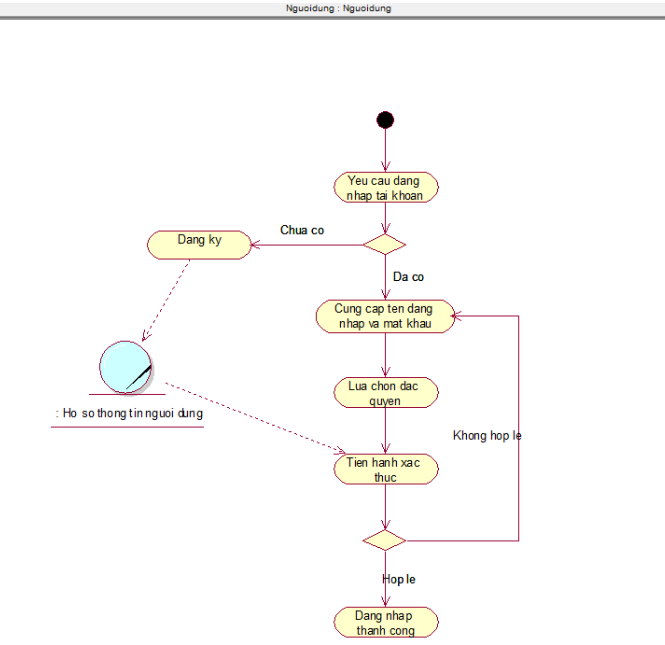 Nguoidung : Nguoidung
Yeu cau dang
nhap tai khoan
Chua co
Dang ky
Da co
Cung cap ten dang
nhap va mat khau
Lua chon dac
quyen
: Ho so thong tin nguoi dung
Khong hop le
Tien hanh xac
thuc
Hop le
Dang nhap
thanh cong